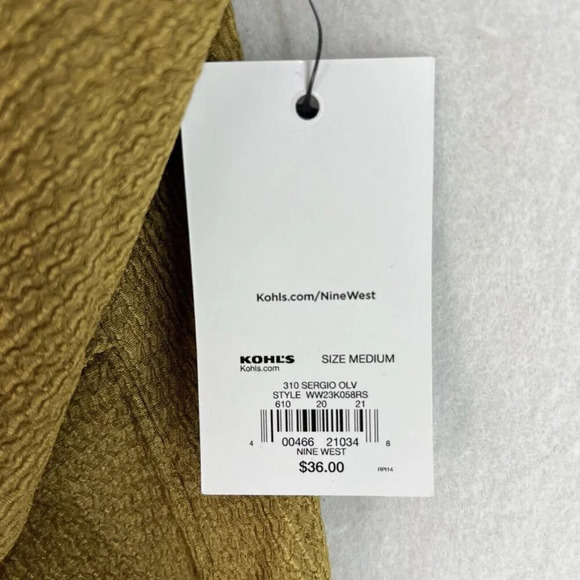 Kohls.com/NineWest
KOHL'S SIZE MEDIUM
Kohls.com
310 SERGIO OLV
STYLE WW23K058RS
610 20 21
4 00466 21034 8
NINE WEST
$36.00 RPI14